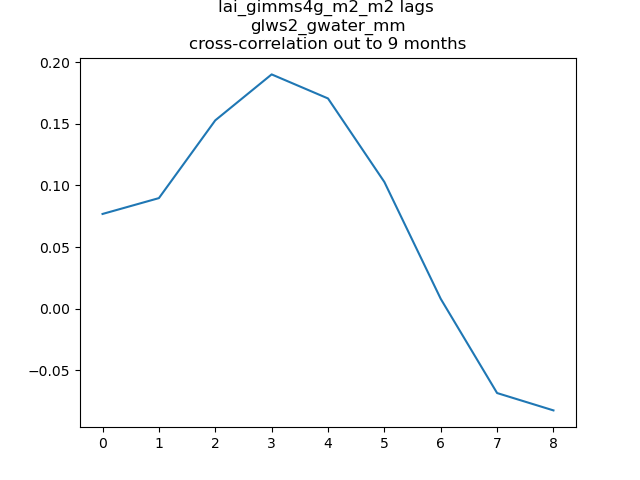 lai_gimms4g_m2_m2 lags
glws2_gwater_mm
cross-correlation out to 9 months
0.20
0.15
0.10
0.05
0.00
−0.05
0 1 2 3 4 5 6 7 8